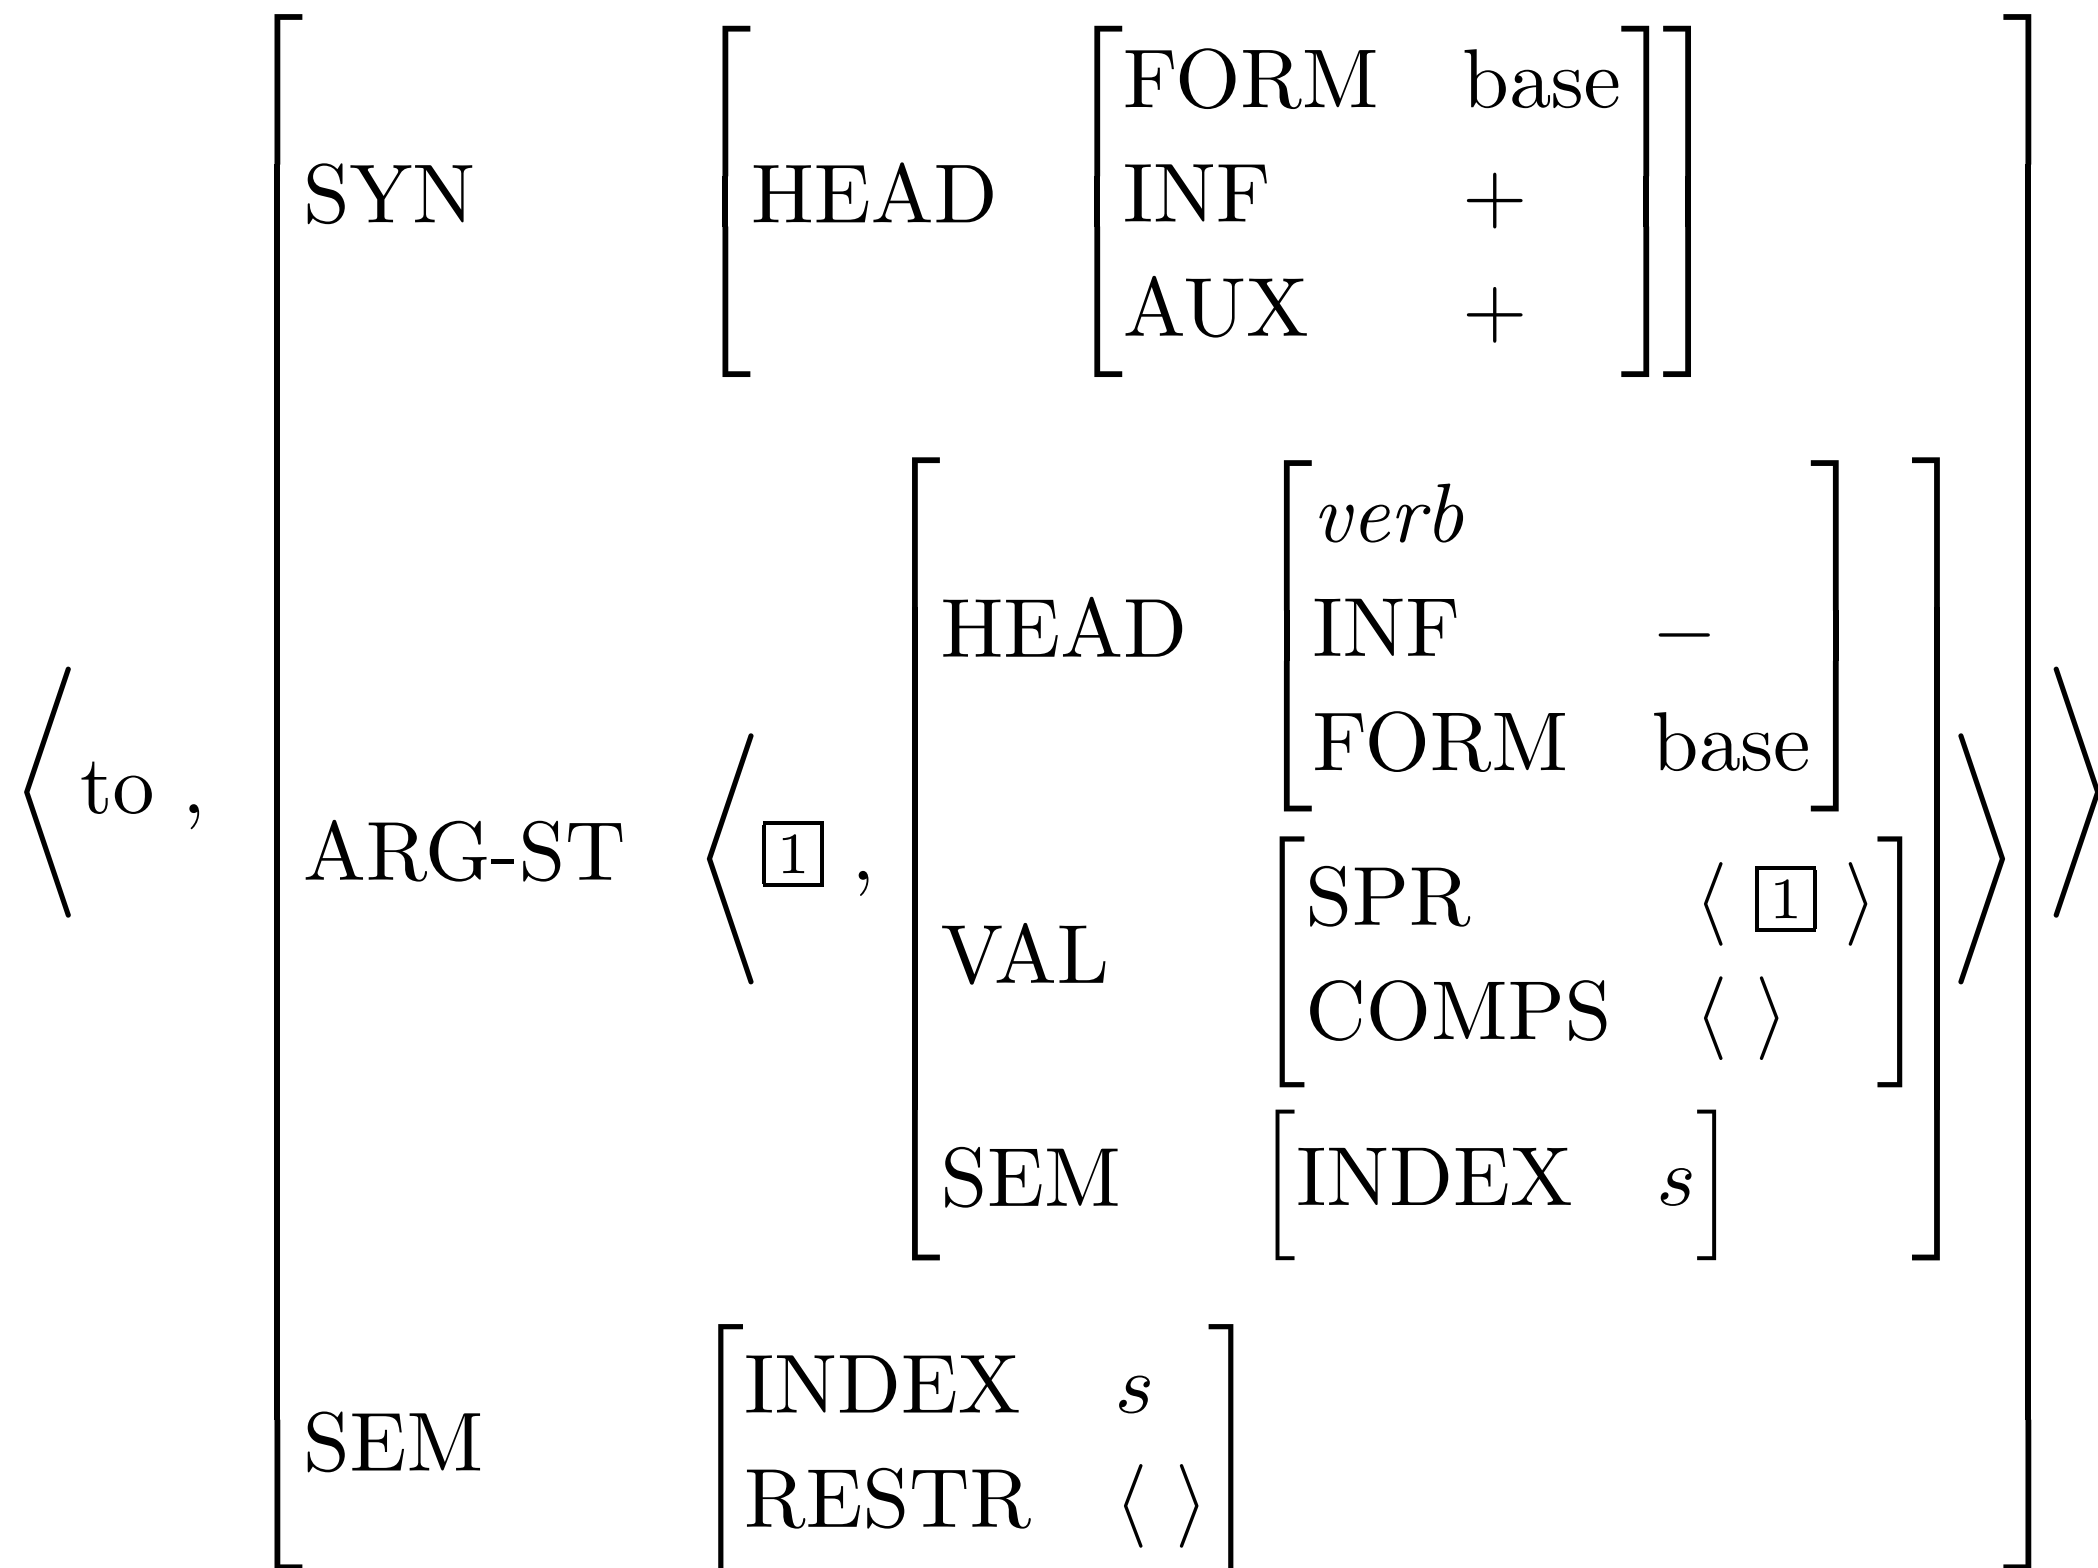 FORM base
SYN HEAD INF +
AUX +
verb
HEAD INF −
FORM base
⟨ to , ARG-ST ⟨ 1 , SPR ⟨ 1 ⟩ ⟩ ⟩
VAL
COMPS ⟨ ⟩
SEM [INDEX s]
INDEX s
SEM
RESTR ⟨ ⟩